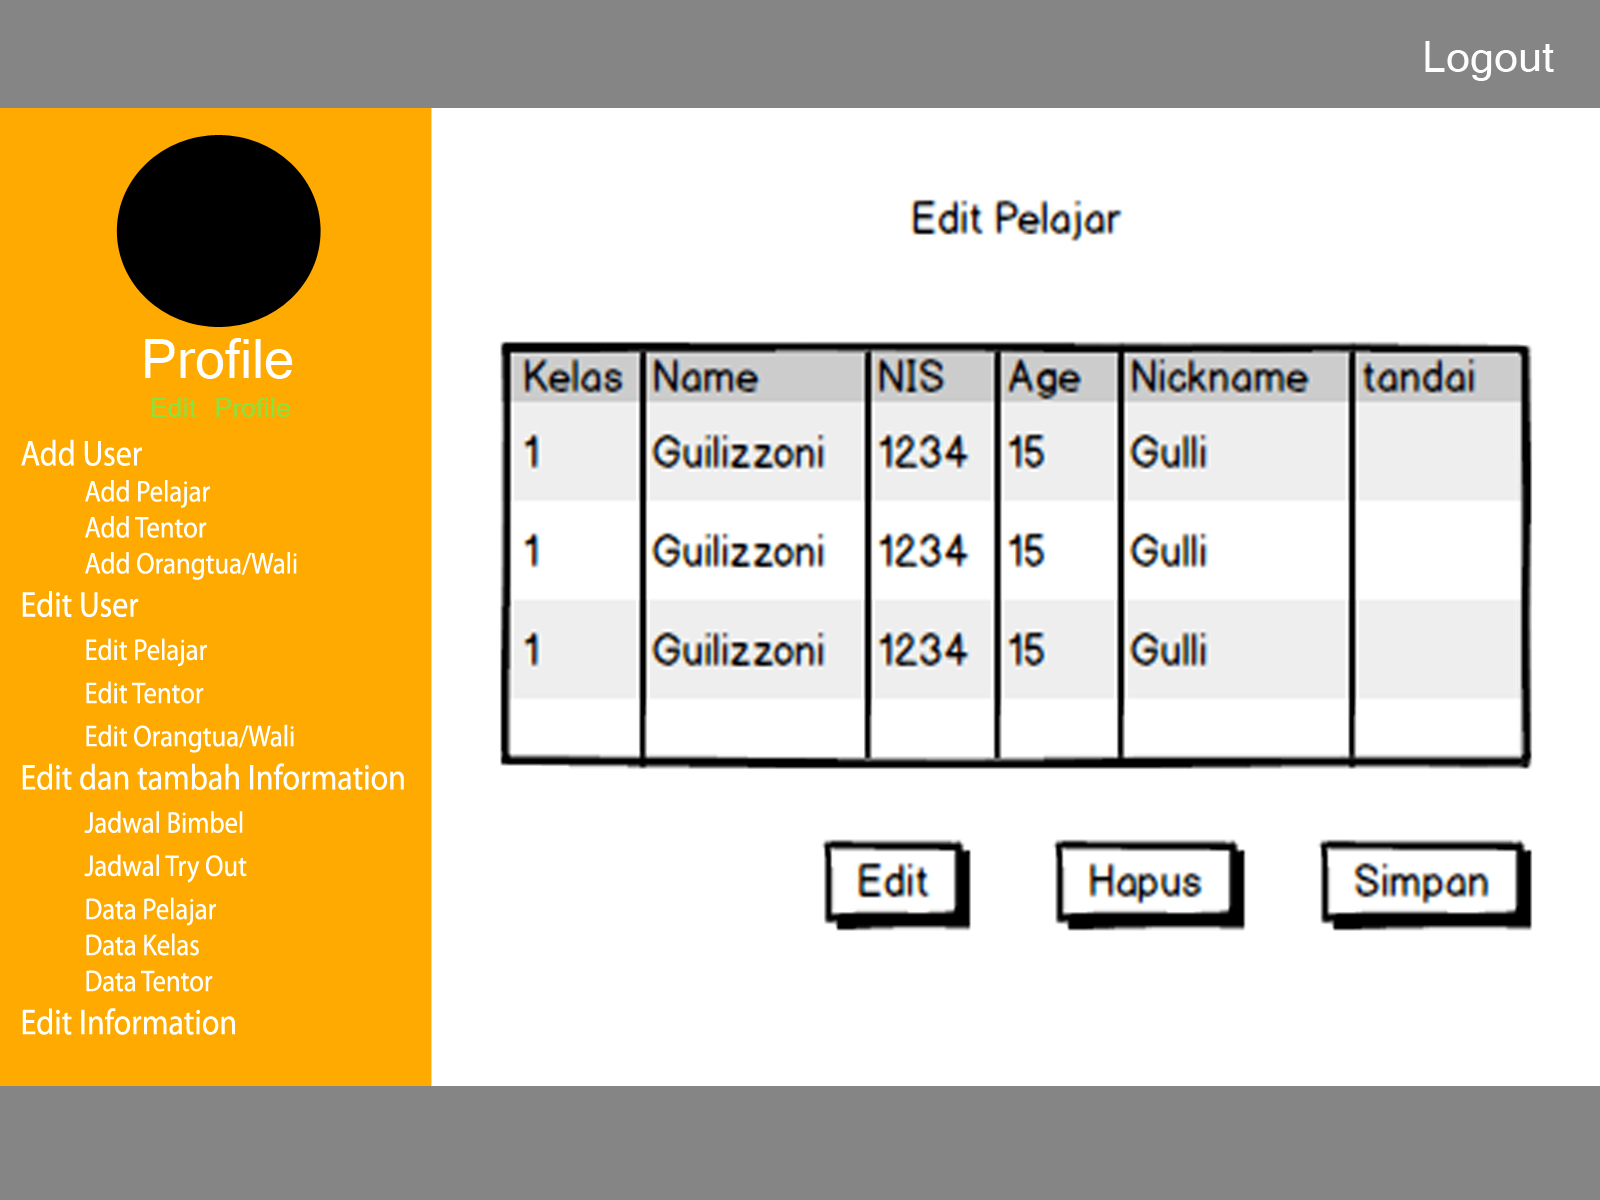 Logout
Profile
Edit Profile
Add User
Add Pelajar
Add Tentor
Add Orangtua/Wali
Edit User
Edit Pelajar
Edit Tentor
Edit Orangtua/Wali
Edit dan tambah Information
Jadwal Bimbel
Jadwal Try Out
Data Pelajar
Data Kelas
Data Tentor
Edit Information
Edit Pelajar
Kelas Name NIS Age Nickname tandai
1 Guilizzoni 1234 15 Gulli
1 Guilizzoni 1234 15 Gulli
1 Guilizzoni 1234 15 Gulli
Edit Hapus Simpan